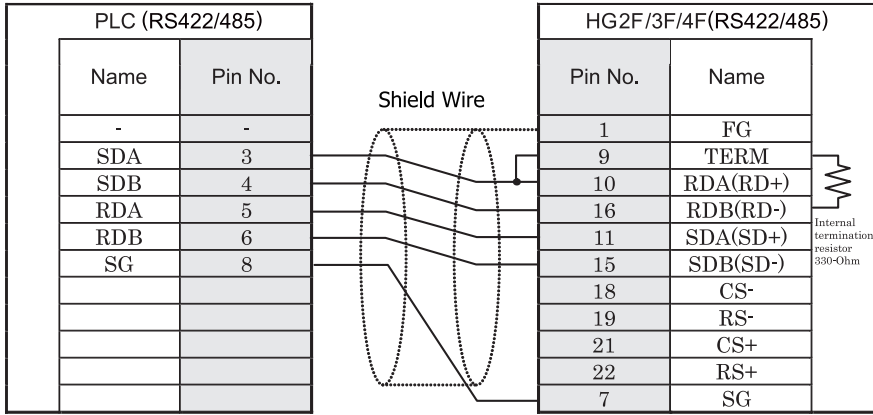 PLC (RS422/485) HG2F/3F/4F(RS422/485)
Name Pin No. Pin No. Name
Shield Wire
- - 1 FG
SDA 3 9 TERM
SDB 4 10 RDA(RD+)
RDA 5 16 RDB(RD-)
RDB 6 11 SDA(SD+)
SG 8 15 SDB(SD-)
18 CS-
19 RS-
21 CS+
22 RS+
7 SG
Internal
termination
resistor
330-Ohm